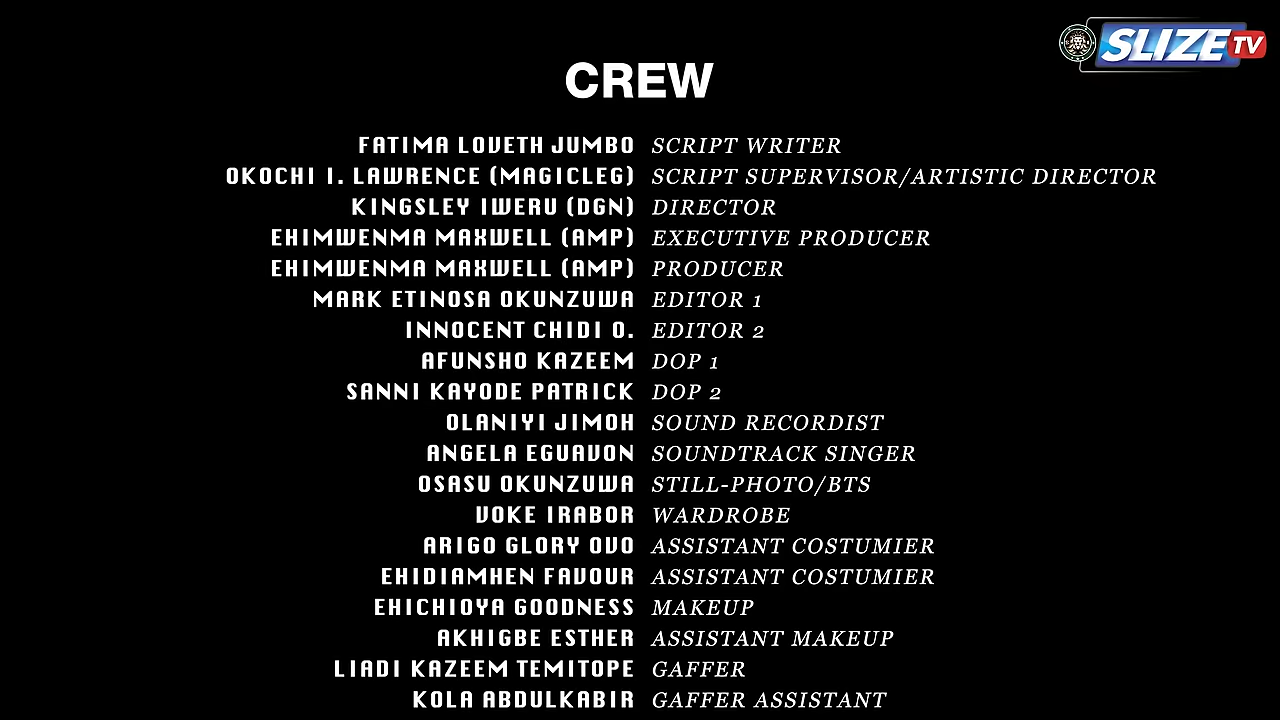 SLIZE TV
CREW
FATIMA LOVETH JUMBO SCRIPT WRITER
OKOCHI I. LAWRENCE (MAGICLEG) SCRIPT SUPERVISOR/ARTISTIC DIRECTOR
KINGSLEY IWERU (DGN) DIRECTOR
EHIMWENMA MAXWELL (AMP) EXECUTIVE PRODUCER
EHIMWENMA MAXWELL (AMP) PRODUCER
MARK ETINOSA OKUNZUWA EDITOR 1
INNOCENT CHIDI O. EDITOR 2
AFUNSHO KAZEEM DOP 1
SANNI KAYODE PATRICK DOP 2
OLANIYI JIMOH SOUND RECORDIST
ANGELA EGUAVON SOUNDTRACK SINGER
OSASU OKUNZUWA STILL-PHOTO/BTS
VOKE IRABOR WARDROBE
ARIGO GLORY OVO ASSISTANT COSTUMIER
EHIDIAMHEN FAVOUR ASSISTANT COSTUMIER
EHICHIOYA GOODNESS MAKEUP
AKHIGBE ESTHER ASSISTANT MAKEUP
LIADI KAZEEM TEMITOPE GAFFER
KOLA ABDULKABIR GAFFER ASSISTANT